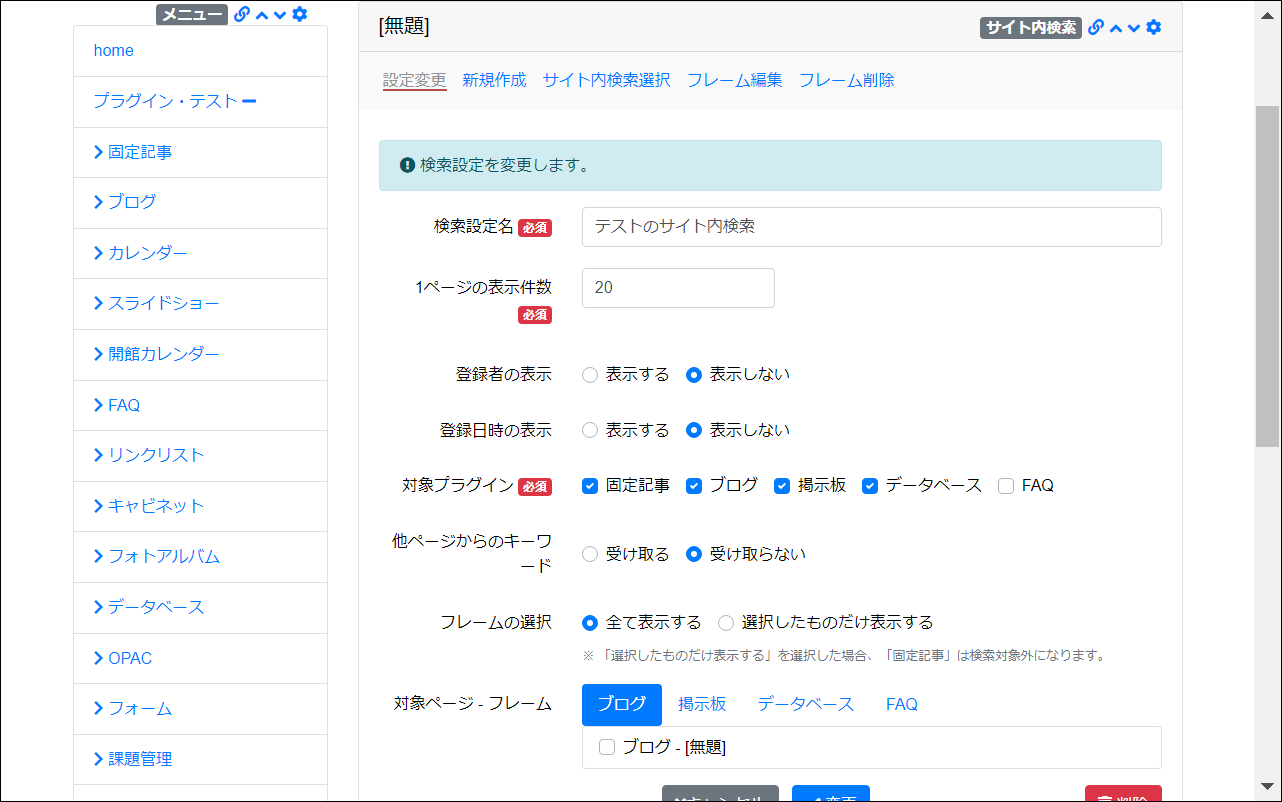 メニュー
home
プラグイン・テスト
固定記事
ブログ
カレンダー
スライドショー
開館カレンダー
FAQ
リンクリスト
キャビネット
フォトアルバム
データベース
OPAC
フォーム
課題管理
[無題]
サイト内検索
設定変更 新規作成 サイト内検索選択 フレーム編集 フレーム削除
検索設定を変更します。
検索設定名 必須 テストのサイト内検索
1ページの表示件数 20
必須
登録者の表示 表示する 表示しない
登録日時の表示 表示する 表示しない
対象プラグイン 必須 固定記事 ブログ 掲示板 データベース FAQ
他ページからのキーワ
ード
受け取る 受け取らない
フレームの選択 全て表示する 選択したものだけ表示する
※ 「選択したものだけ表示する」を選択した場合、「固定記事」は検索対象外になります。
対象ページ - フレーム ブログ 掲示板 データベース FAQ
ブログ - [無題]
キャンセル 変更 削除